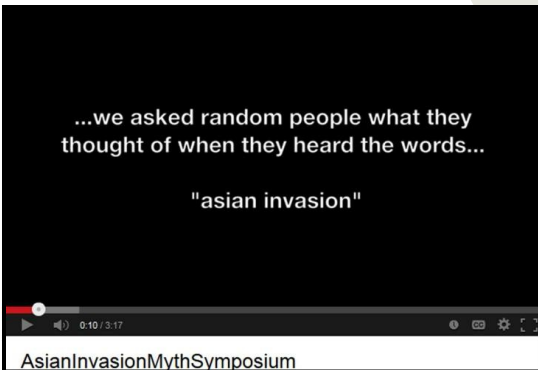 ...we asked random people what they
thought of when they heard the words...
"asian invasion"
0:10 / 3:17
CC
AsianInvasionMythSymposium